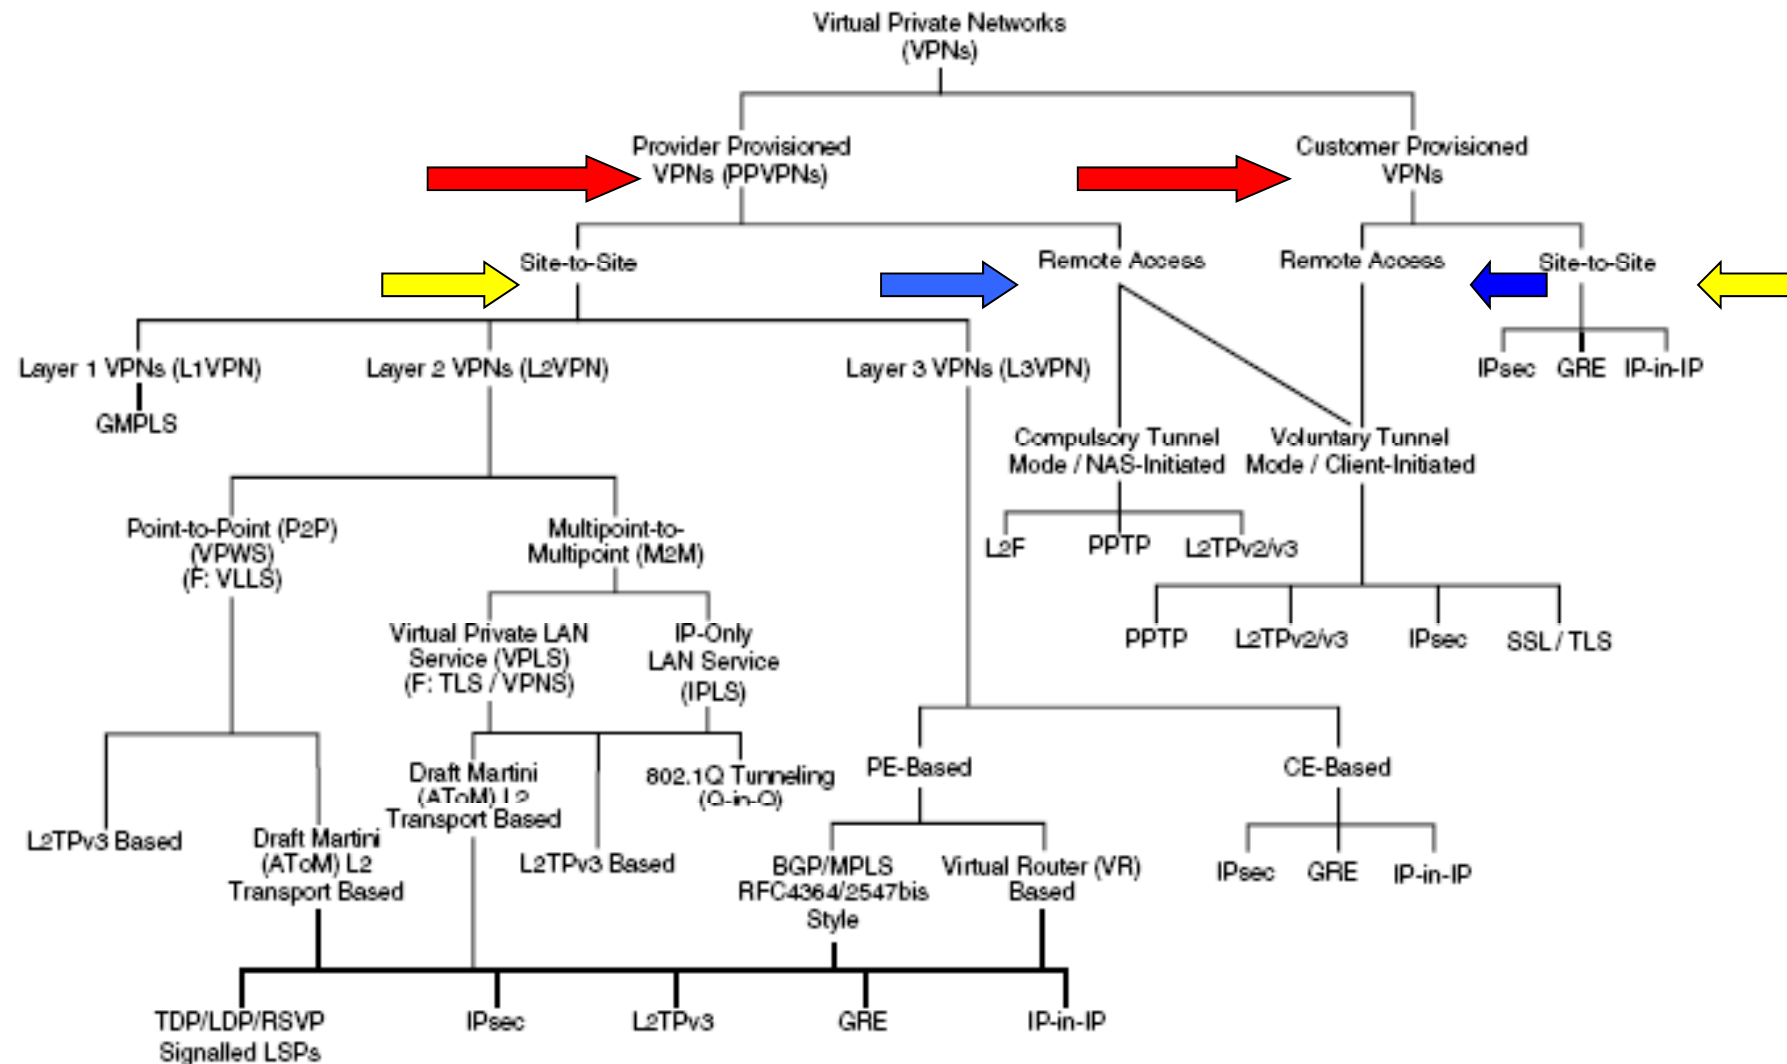 Virtual Private Networks
(VPNs)
Provider Provisioned
VPNs (PPVPNs)
Customer Provisioned
VPNs
Site-to-Site
Remote Access
Remote Access
Site-to-Site
Layer 1 VPNs (L1VPN)
Layer 2 VPNs (L2VPN)
Layer 3 VPNs (L3VPN)
IPsec
GRE
IP-in-IP
GMPLS
Compulsory Tunnel
Mode / NAS-Initiated
Voluntary Tunnel
Mode / Client-Initiated
Point-to-Point (P2P)
(VPWS)
(F: VLLS)
Multipoint-to-
Multipoint (M2M)
L2F
PPTP
L2TPv2/v3
Virtual Private LAN
Service (VPLS)
(F: TLS / VPNS)
IP-Only
LAN Service
(IPLS)
PPTP
L2TPv2/v3
IPsec
SSL / TLS
PE-Based
CE-Based
Draft Martini
(AToM) L2
Transport Based
802.1Q Tunneling
(Q-in-Q)
L2TPv3 Based
Draft Martini
(AToM) L2
Transport Based
L2TPv3 Based
BGP/MPLS
RFC4364/2547bis
Style
Virtual Router (VR)
Based
IPsec
GRE
IP-in-IP
TDP/LDP/RSVP
Signalled LSPs
IPsec
L2TPv3
GRE
IP-in-IP